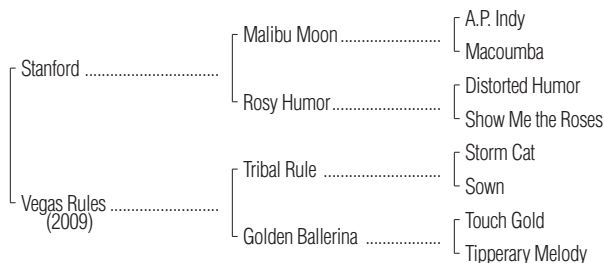 A.P. Indy
Malibu Moon
Macoumba
Stanford
Distorted Humor
Rosy Humor
Show Me the Roses
Storm Cat
Tribal Rule
Sown
Vegas Rules
(2009)
Touch Gold
Golden Ballerina
Tipperary Melody